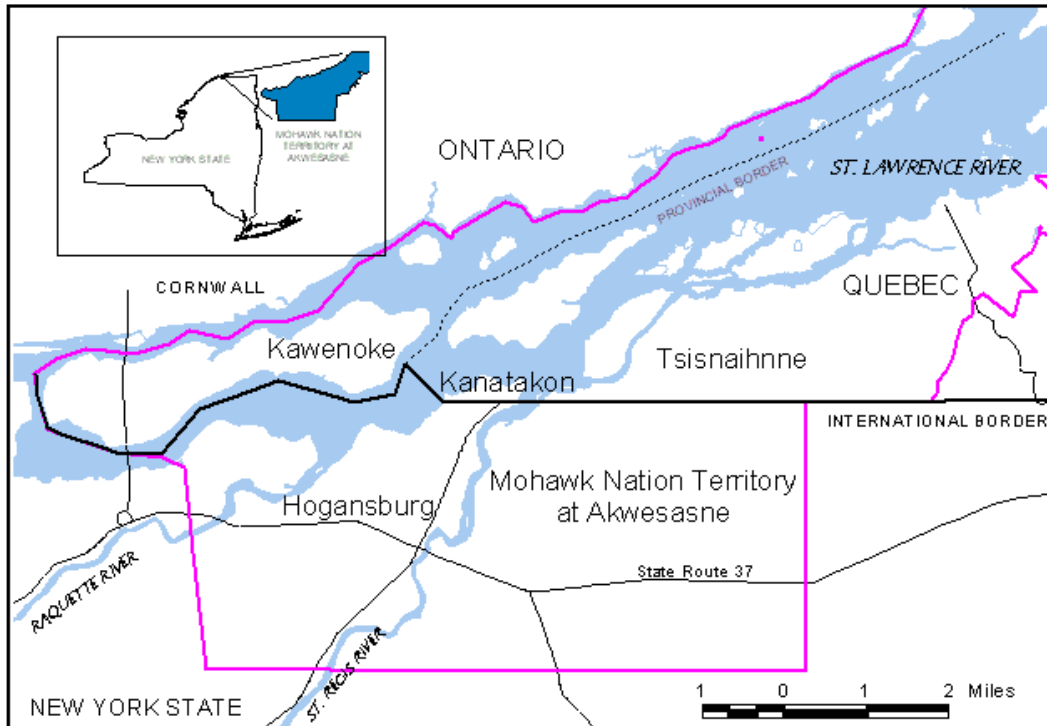 NEW YORK STATE
MOHAWK NATION
TERRITORY AT
AKWESASNE
ONTARIO
ST. LAWRENCE RIVER
PROVINCIAL BORDER
CORNWALL
QUEBEC
Kawenoke
Kanatakon
Tsisnaihnne
INTERNATIONAL BORDER
Mohawk Nation Territory
at Akwesasne
Hogansburg
RAQUETTE RIVER
State Route 37
ST. REGIS RIVER
NEW YORK STATE
1 0 1 2 Miles